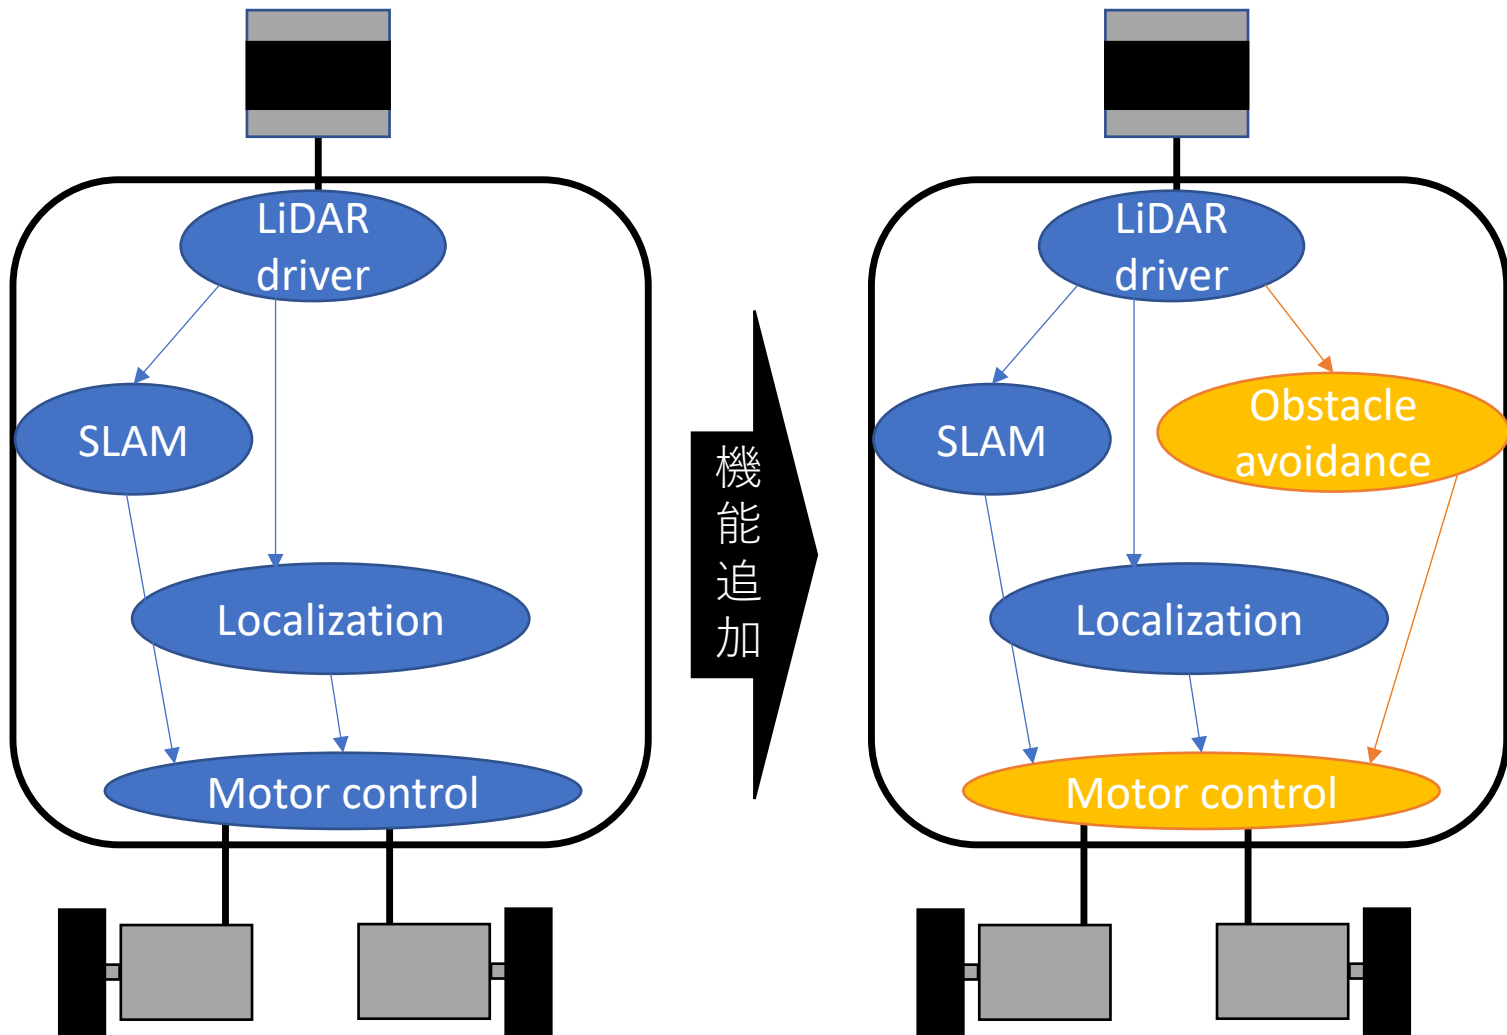 LiDAR
driver
SLAM
Localization
Motor control
機能追加
LiDAR
driver
SLAM
Obstacle
avoidance
Localization
Motor control